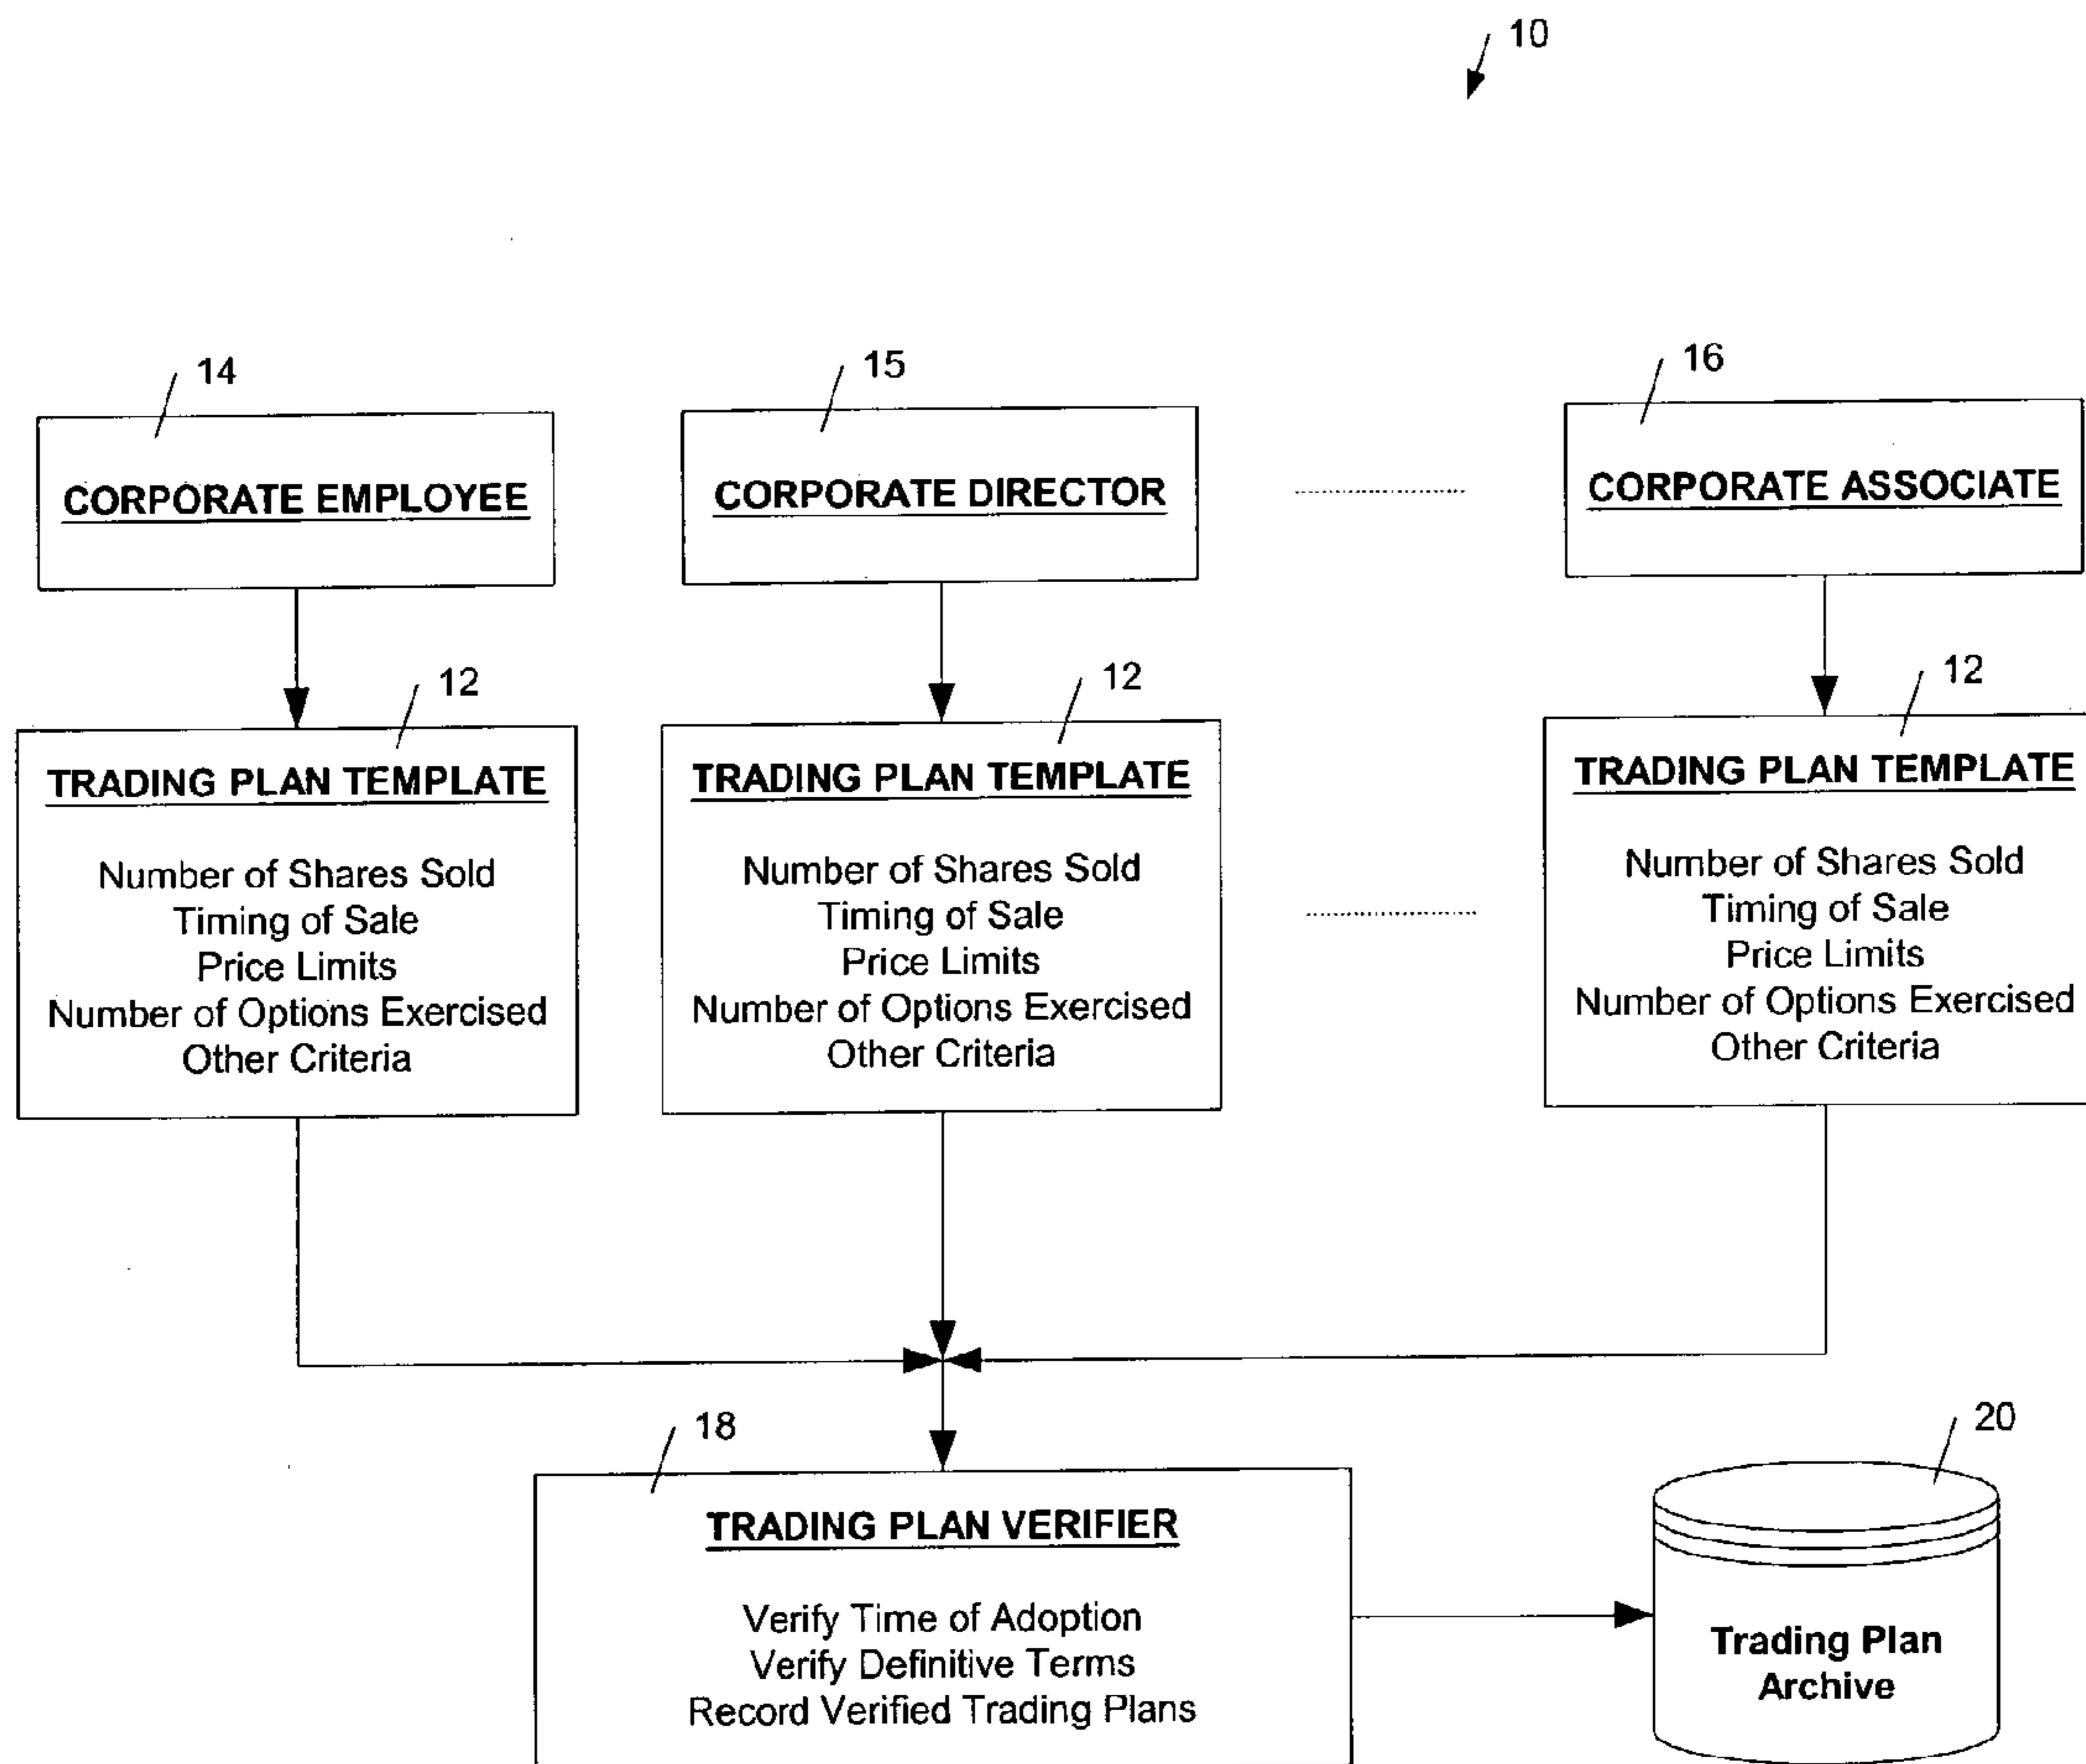 10
14
15
16
CORPORATE EMPLOYEE
CORPORATE DIRECTOR
CORPORATE ASSOCIATE
12
12
12
TRADING PLAN TEMPLATE
Number of Shares Sold
Timing of Sale
Price Limits
Number of Options Exercised
Other Criteria
TRADING PLAN TEMPLATE
Number of Shares Sold
Timing of Sale
Price Limits
Number of Options Exercised
Other Criteria
TRADING PLAN TEMPLATE
Number of Shares Sold
Timing of Sale
Price Limits
Number of Options Exercised
Other Criteria
18
TRADING PLAN VERIFIER
Verify Time of Adoption
Verify Definitive Terms
Record Verified Trading Plans
20
Trading Plan
Archive